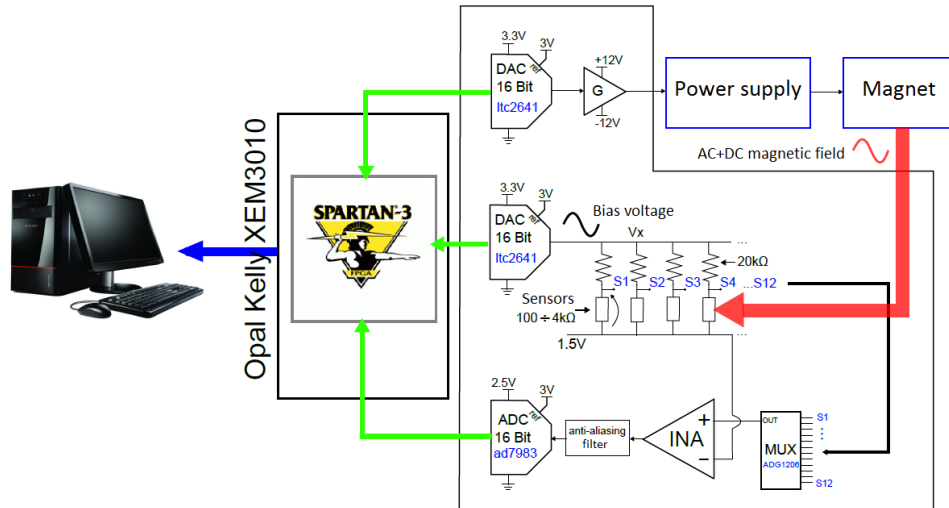 Opal Kelly XEM3010
SPARTAN-3
FPGA
3.3V
3V
ref
DAC
16 Bit
ltc2641
+12V
G
-12V
Power supply
Magnet
AC+DC magnetic field
3.3V
3V
ref
DAC
16 Bit
ltc2641
Bias voltage
Vx
...
20kΩ
S1
S2
S3
S4
...S12
Sensors
100÷4kΩ
1.5V
...
2.5V
3V
ref
ADC
16 Bit
ad7983
anti-aliasing
filter
INA
+
−
OUT
MUX
ADG1206
S1
S12